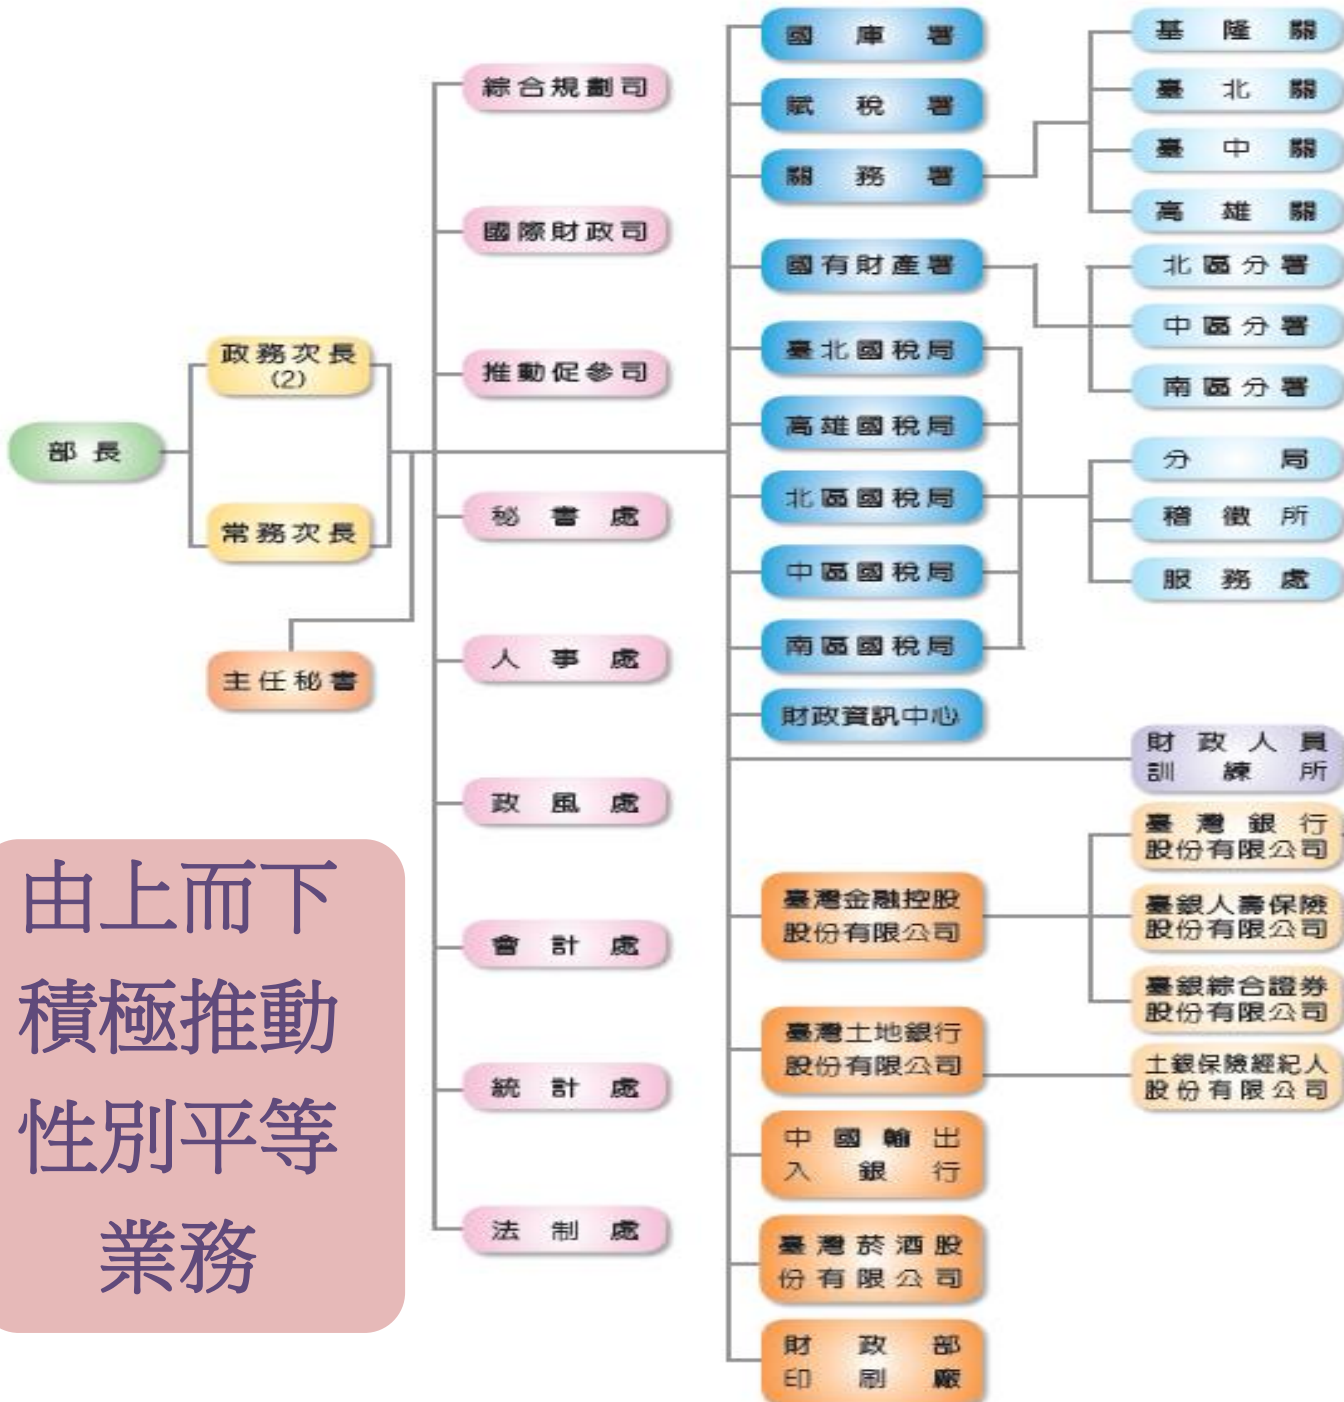 部長
政務次長
(2)
常務次長
主任秘書
綜合規劃司
國際財政司
推動促參司
秘書處
人事處
政風處
會計處
統計處
法制處
國庫署
賦稅署
關務署
國有財產署
臺北國稅局
高雄國稅局
北區國稅局
中區國稅局
南區國稅局
財政資訊中心
臺灣金融控股
股份有限公司
臺灣土地銀行
股份有限公司
中國輸出
入銀行
臺灣菸酒股
份有限公司
財政部
印刷廠
基隆關
臺北關
臺中關
高雄關
北區分署
中區分署
南區分署
分局
稽徵所
服務處
財政人員
訓練所
臺灣銀行
股份有限公司
臺銀人壽保險
股份有限公司
臺銀綜合證券
股份有限公司
土銀保險經紀人
股份有限公司
由上而下
積極推動
性別平等
業務